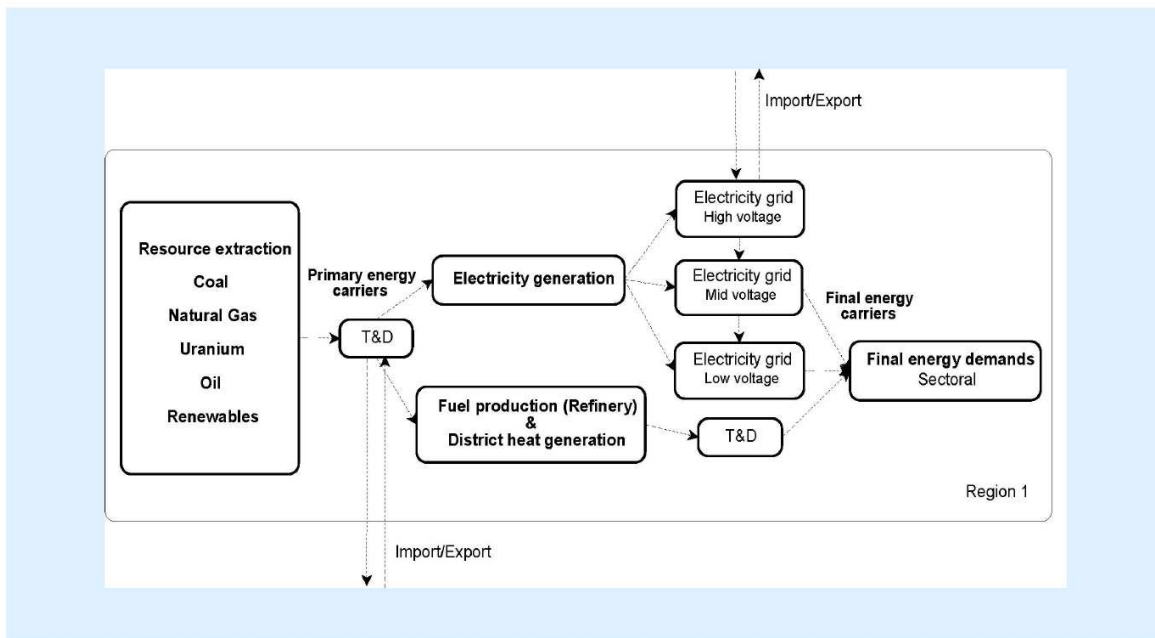 Import/Export
Resource extraction
Coal
Natural Gas
Uranium
Oil
Renewables
Primary energy
carriers
T&D
Electricity generation
Fuel production (Refinery)
&
District heat generation
Electricity grid
High voltage
Electricity grid
Mid voltage
Electricity grid
Low voltage
T&D
Final energy
carriers
Final energy demands
Sectoral
Region 1
Import/Export